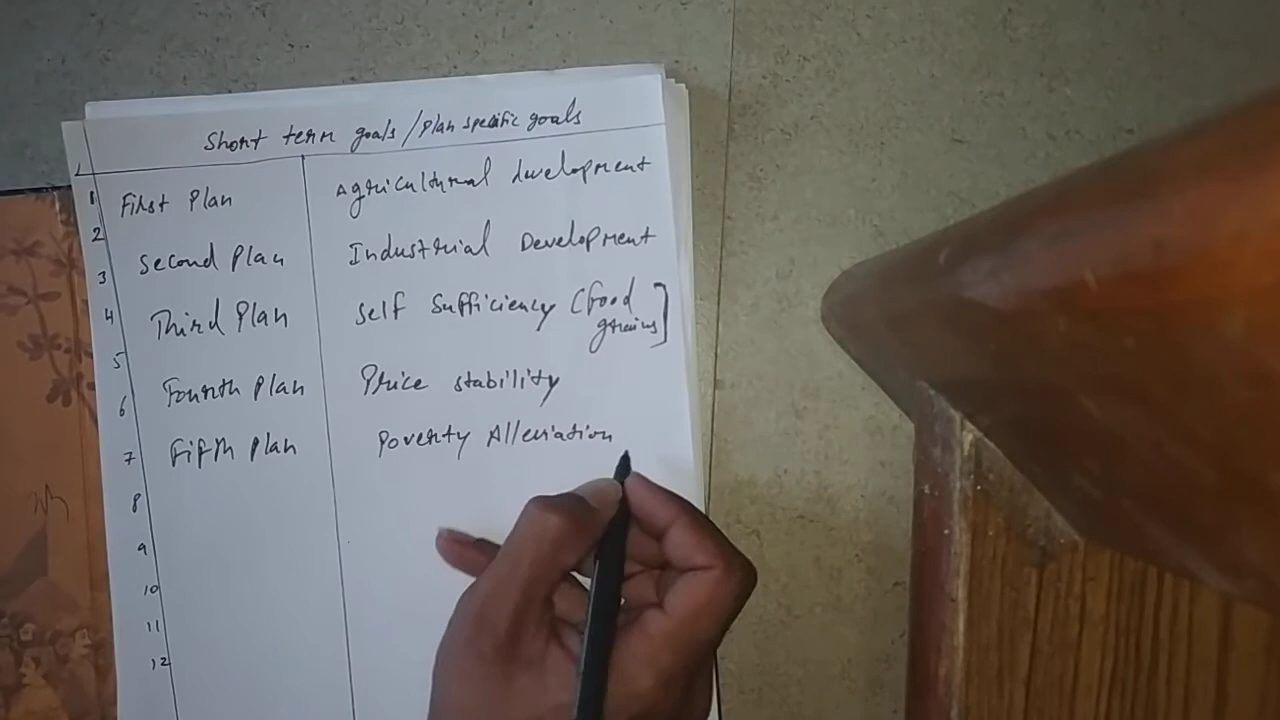 Short term goals / plan specific goals
1 First Plan Agricultural development
2
Second Plan Industrial Development
3
4 Third Plan Self Sufficiency [food
grains]
5
Fourth Plan Price stability
6
7 Fifth Plan Poverty Alleviation
8
9
10
11
12